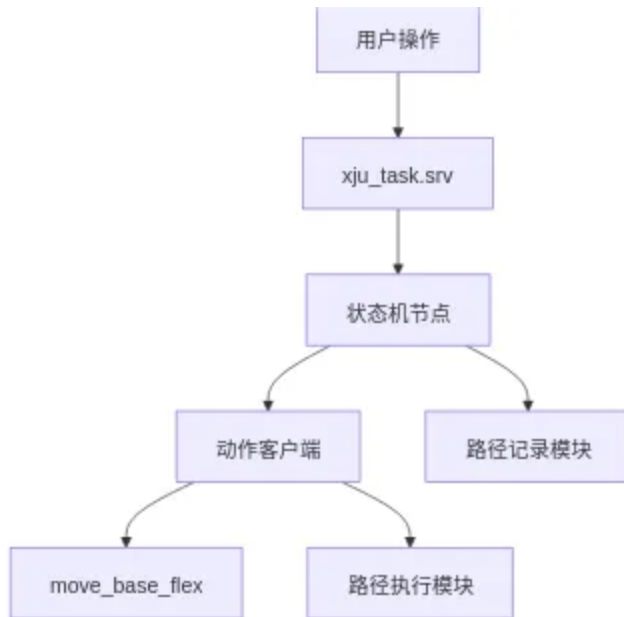 用户操作
xju_task.srv
状态机节点
动作客户端
路径记录模块
move_base_flex
路径执行模块